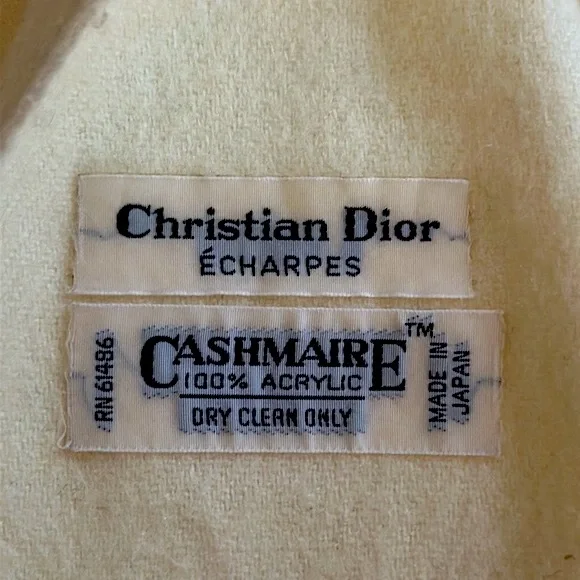 Christian Dior
ÉCHARPES
RN 61486
CASHMAIRE™
100% ACRYLIC
DRY CLEAN ONLY
MADE IN
JAPAN